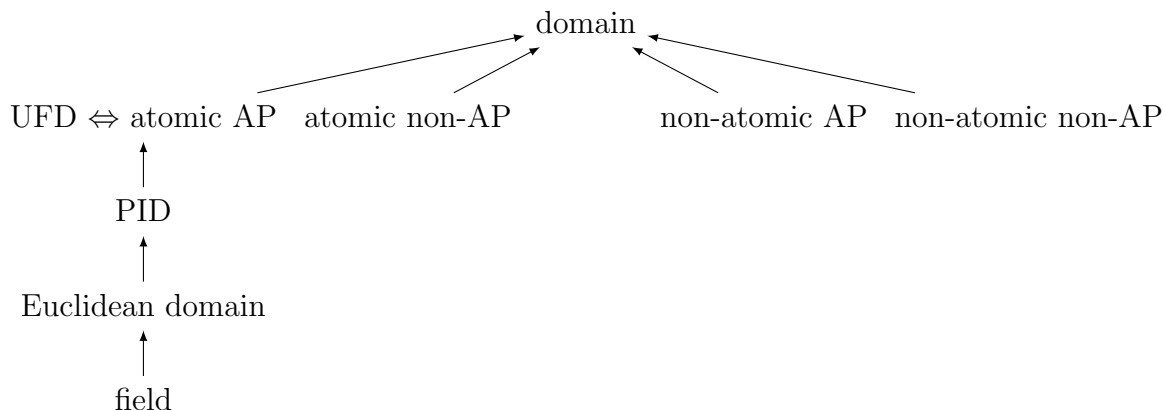 domain
UFD ⇔ atomic AP atomic non-AP non-atomic AP non-atomic non-AP
PID
Euclidean domain
field